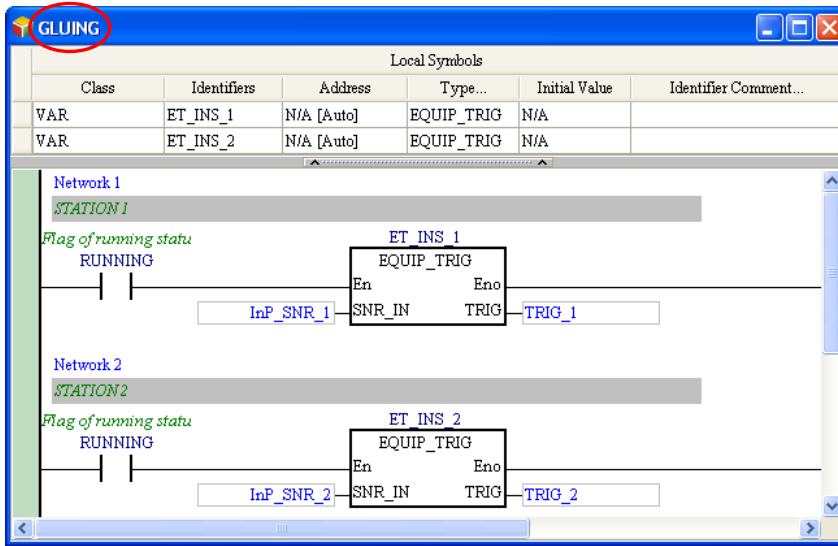 GLUING
Local Symbols
Class Identifiers Address Type... Initial Value Identifier Comment...
VAR ET_INS_1 N/A [Auto] EQUIP_TRIG N/A
VAR ET_INS_2 N/A [Auto] EQUIP_TRIG N/A
Network 1
STATION 1
Flag of running statu ET_INS_1
RUNNING EQUIP_TRIG
En Eno
InP_SNR_1 SNR_IN TRIG TRIG_1
Network 2
STATION 2
Flag of running statu ET_INS_2
RUNNING EQUIP_TRIG
En Eno
InP_SNR_2 SNR_IN TRIG TRIG_2